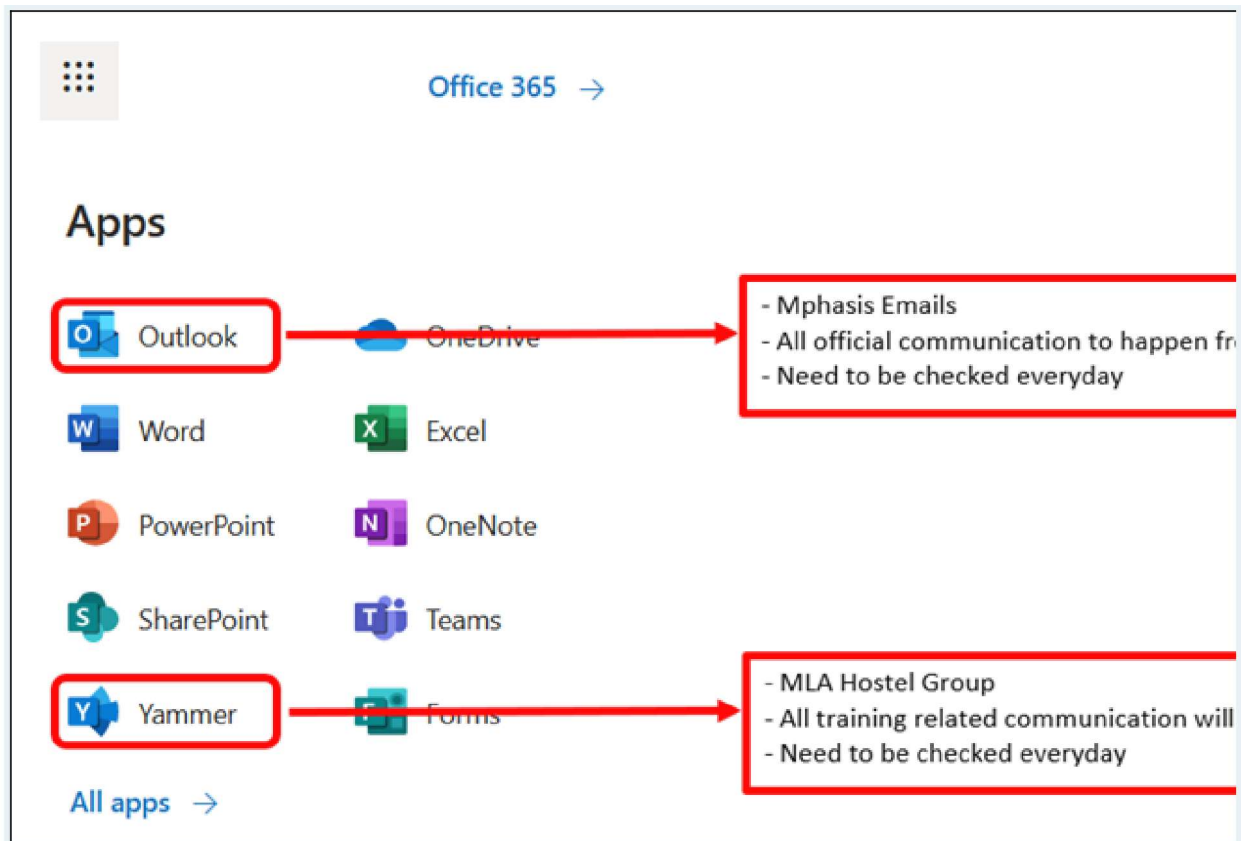 Office 365 →
Apps
Outlook
OneDrive
- Mphasis Emails
- All official communication to happen
- Need to be checked everyday
Word
Excel
PowerPoint
OneNote
SharePoint
Teams
Yammer
Forms
- MLA Hostel Group
- All training related communication will
- Need to be checked everyday
All apps →